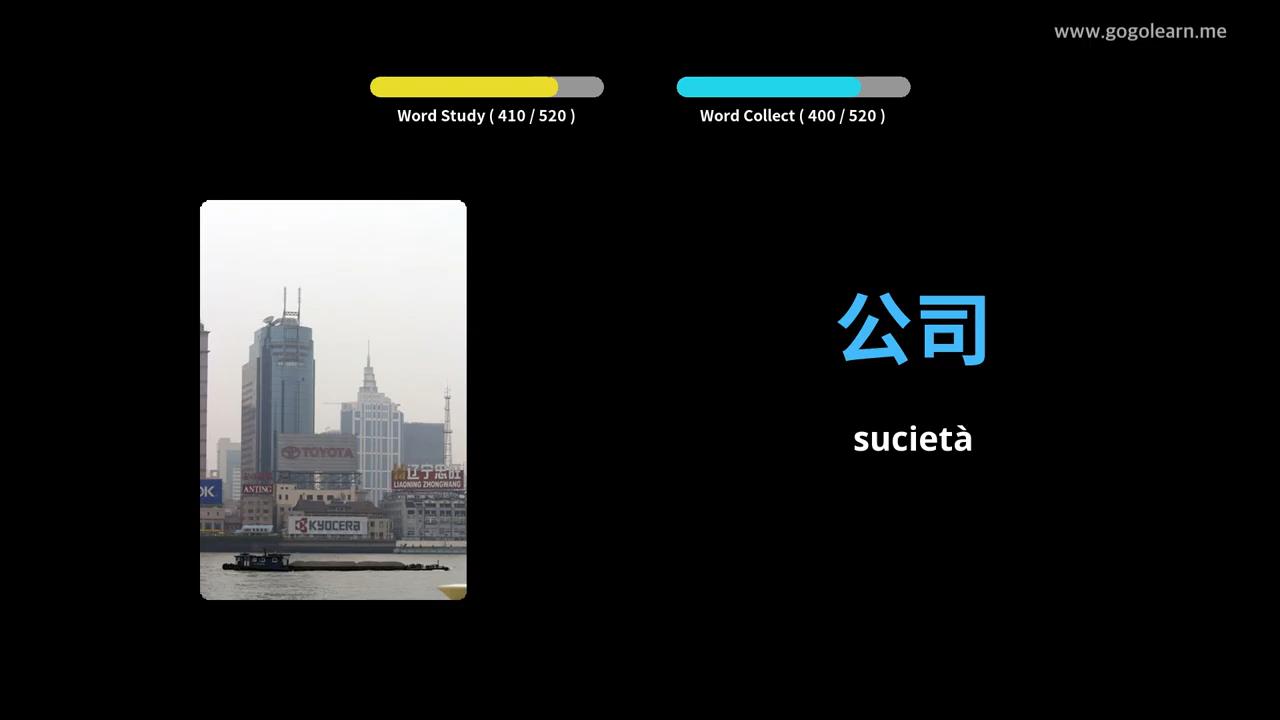 www.gogolearn.me
Word Study ( 410 / 520 )
Word Collect ( 400 / 520 )
公司
sucietà
TOYOTA
辽宁忠旺
LIAONING ZHONGWANG
ANTING
KYOCERA